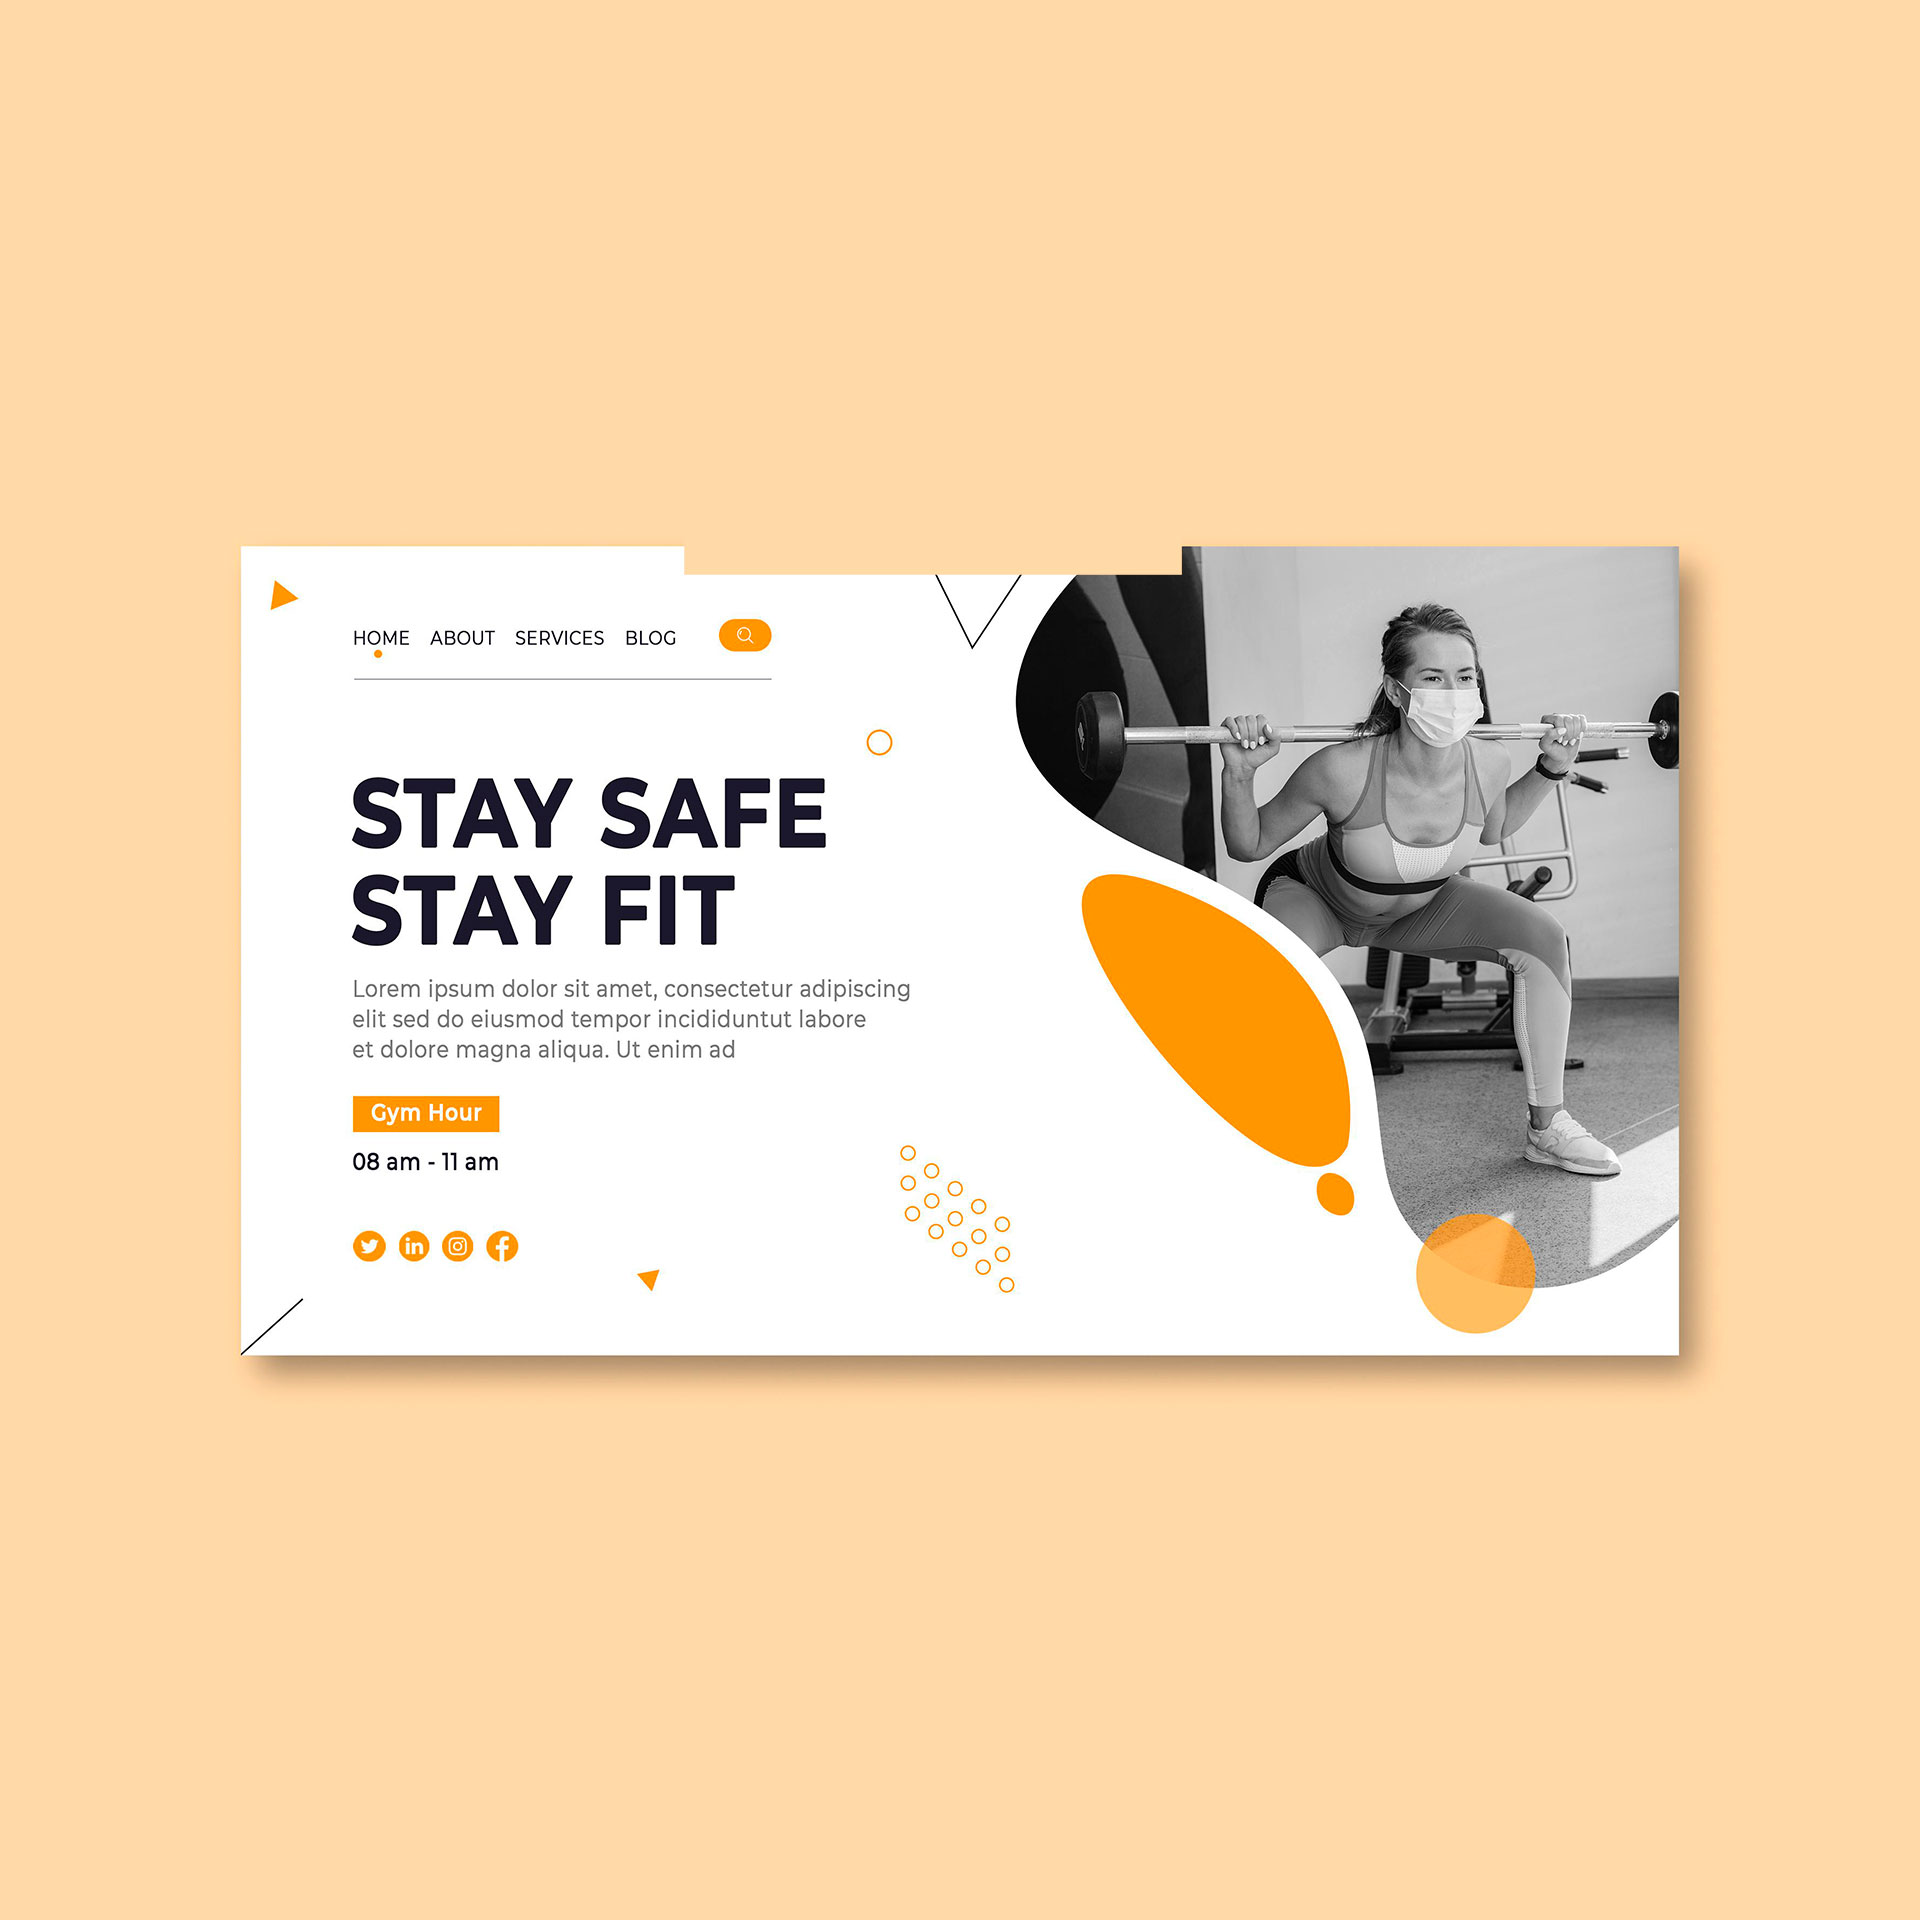 HOME ABOUT SERVICES BLOG
STAY SAFE
STAY FIT
Lorem ipsum dolor sit amet, consectetur adipiscing
elit sed do eiusmod tempor incididuntut labore
et dolore magna aliqua. Ut enim ad
Gym Hour
08 am - 11 am